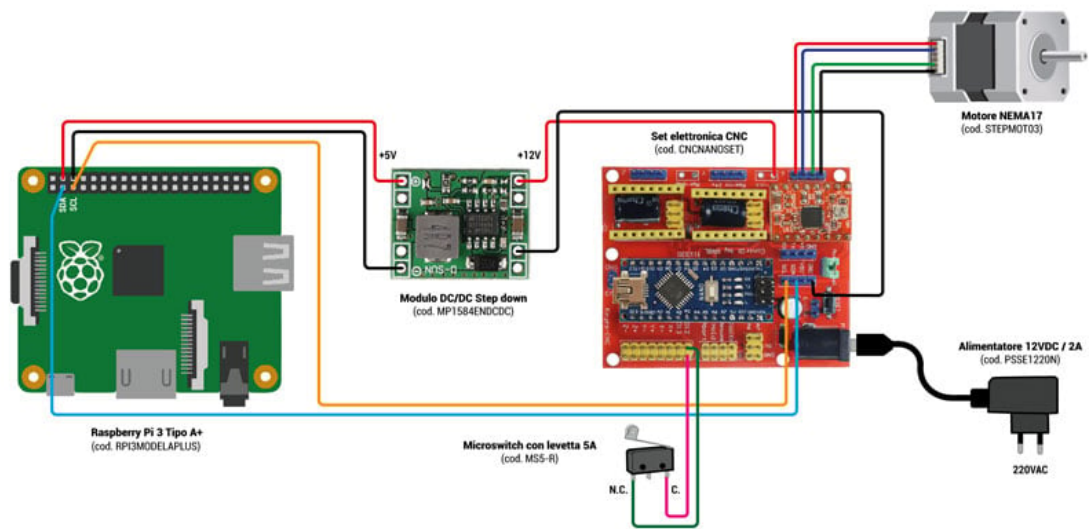 Motore NEMA17
(cod. STEPMOT03)
Set elettronica CNC
(cod. CNCNANOSET)
+5V
+12V
SDA
SCL
Modulo DC/DC Step down
(cod. MP1584ENDCDC)
Alimentatore 12VDC / 2A
(cod. PSSE1220N)
Raspberry Pi 3 Tipo A+
(cod. RPI3MODELAPLUS)
Microswitch con levetta 5A
(cod. MS5-R)
220VAC
N.C.
C.